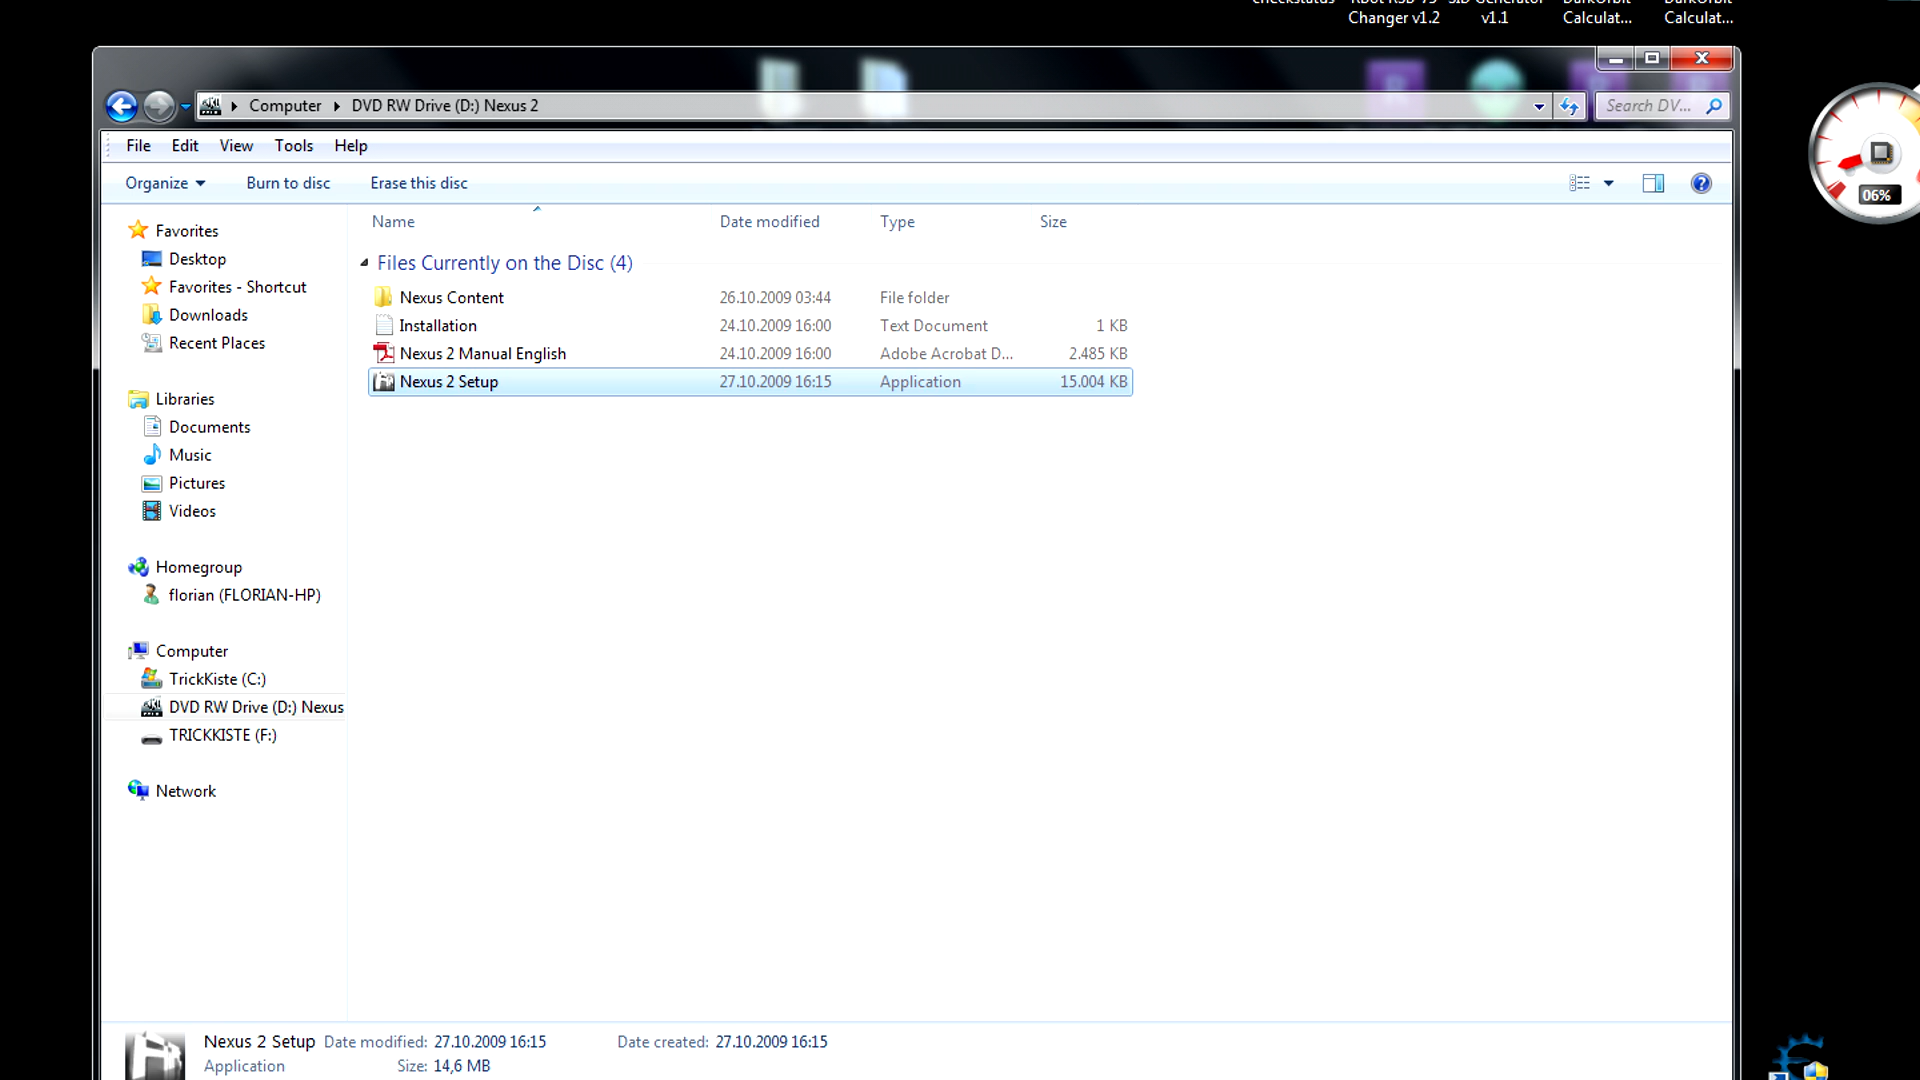 Changer v1.2
v1.1
Calculat...
Calculat...
Computer
DVD RW Drive (D:) Nexus 2
Search DV...
File
Edit
View
Tools
Help
Organize
Burn to disc
Erase this disc
06%
Name
Date modified
Type
Size
Favorites
Desktop
Favorites - Shortcut
Downloads
Recent Places
Libraries
Documents
Music
Pictures
Videos
Homegroup
florian (FLORIAN-HP)
Computer
TrickKiste (C:)
DVD RW Drive (D:) Nexus
TRICKKISTE (F:)
Network
Files Currently on the Disc (4)
Nexus Content 26.10.2009 03:44 File folder
Installation 24.10.2009 16:00 Text Document 1 KB
Nexus 2 Manual English 24.10.2009 16:00 Adobe Acrobat D... 2.485 KB
Nexus 2 Setup 27.10.2009 16:15 Application 15.004 KB
Nexus 2 Setup Date modified: 27.10.2009 16:15 Date created: 27.10.2009 16:15
Application Size: 14,6 MB